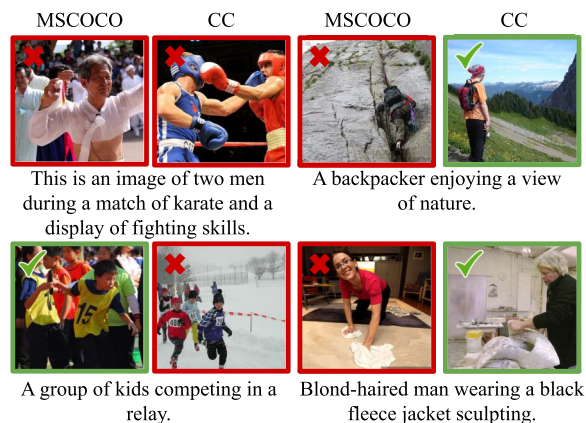 MSCOCO CC MSCOCO CC
This is an image of two men
during a match of karate and a
display of fighting skills.
A backpacker enjoying a view
of nature.
15
A group of kids competing in a
relay.
Blond-haired man wearing a black
fleece jacket sculpting.